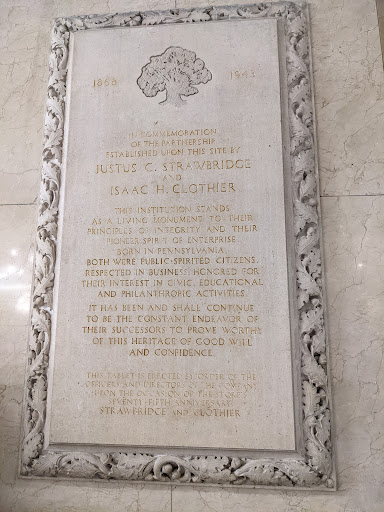 1868 1943
IN COMMEMORATION
OF THE PARTNERSHIP
ESTABLISHED UPON THIS SITE BY
JUSTUS C. STRAWBRIDGE
AND
ISAAC H. CLOTHIER
THIS INSTITUTION STANDS
AS A LIVING MONUMENT TO THEIR
PRINCIPLES OF INTEGRITY AND THEIR
PIONEER SPIRIT OF ENTERPRISE.
BORN IN PENNSYLVANIA,
BOTH WERE PUBLIC-SPIRITED CITIZENS,
RESPECTED IN BUSINESS, HONORED FOR
THEIR INTEREST IN CIVIC, EDUCATIONAL
AND PHILANTHROPIC ACTIVITIES.
IT HAS BEEN AND SHALL CONTINUE
TO BE THE CONSTANT ENDEAVOR OF
THEIR SUCCESSORS TO PROVE WORTHY
OF THIS HERITAGE OF GOOD WILL
AND CONFIDENCE.
THIS TABLET IS ERECTED BY ORDER OF THE
OFFICERS AND DIRECTORS OF THE COMPANY
UPON THE OCCASION OF THE STORE'S
SEVENTY-FIFTH ANNIVERSARY
STRAWBRIDGE AND CLOTHIER